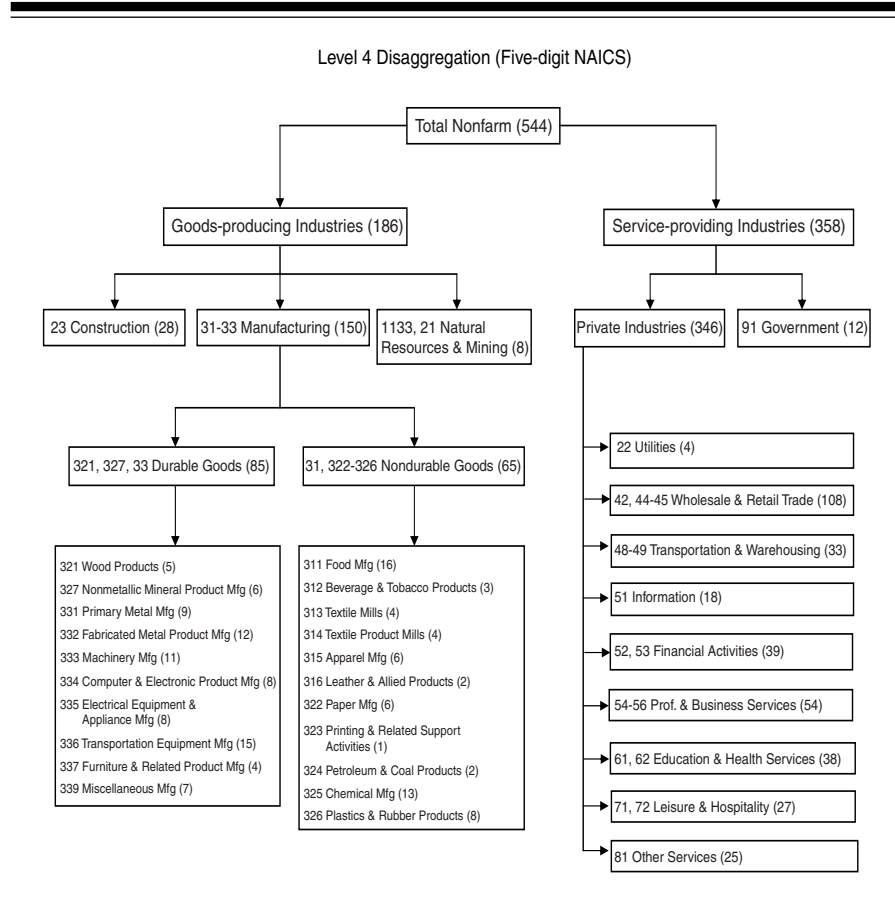 Level 4 Disaggregation (Five-digit NAICS)
Total Nonfarm (544)
Goods-producing Industries (186)
Service-providing Industries (358)
23 Construction (28)
31-33 Manufacturing (150)
1133, 21 Natural
Resources & Mining (8)
Private Industries (346)
91 Government (12)
321, 327, 33 Durable Goods (85)
31, 322-326 Nondurable Goods (65)
321 Wood Products (5)
327 Nonmetallic Mineral Product Mfg (6)
331 Primary Metal Mfg (9)
332 Fabricated Metal Product Mfg (12)
333 Machinery Mfg (11)
334 Computer & Electronic Product Mfg (8)
335 Electrical Equipment &
Appliance Mfg (8)
336 Transportation Equipment Mfg (15)
337 Furniture & Related Product Mfg (4)
339 Miscellaneous Mfg (7)
311 Food Mfg (16)
312 Beverage & Tobacco Products (3)
313 Textile Mills (4)
314 Textile Product Mills (4)
315 Apparel Mfg (6)
316 Leather & Allied Products (2)
322 Paper Mfg (6)
323 Printing & Related Support
Activities (1)
324 Petroleum & Coal Products (2)
325 Chemical Mfg (13)
326 Plastics & Rubber Products (8)
22 Utilities (4)
42, 44-45 Wholesale & Retail Trade (108)
48-49 Transportation & Warehousing (33)
51 Information (18)
52, 53 Financial Activities (39)
54-56 Prof. & Business Services (54)
61, 62 Education & Health Services (38)
71, 72 Leisure & Hospitality (27)
81 Other Services (25)